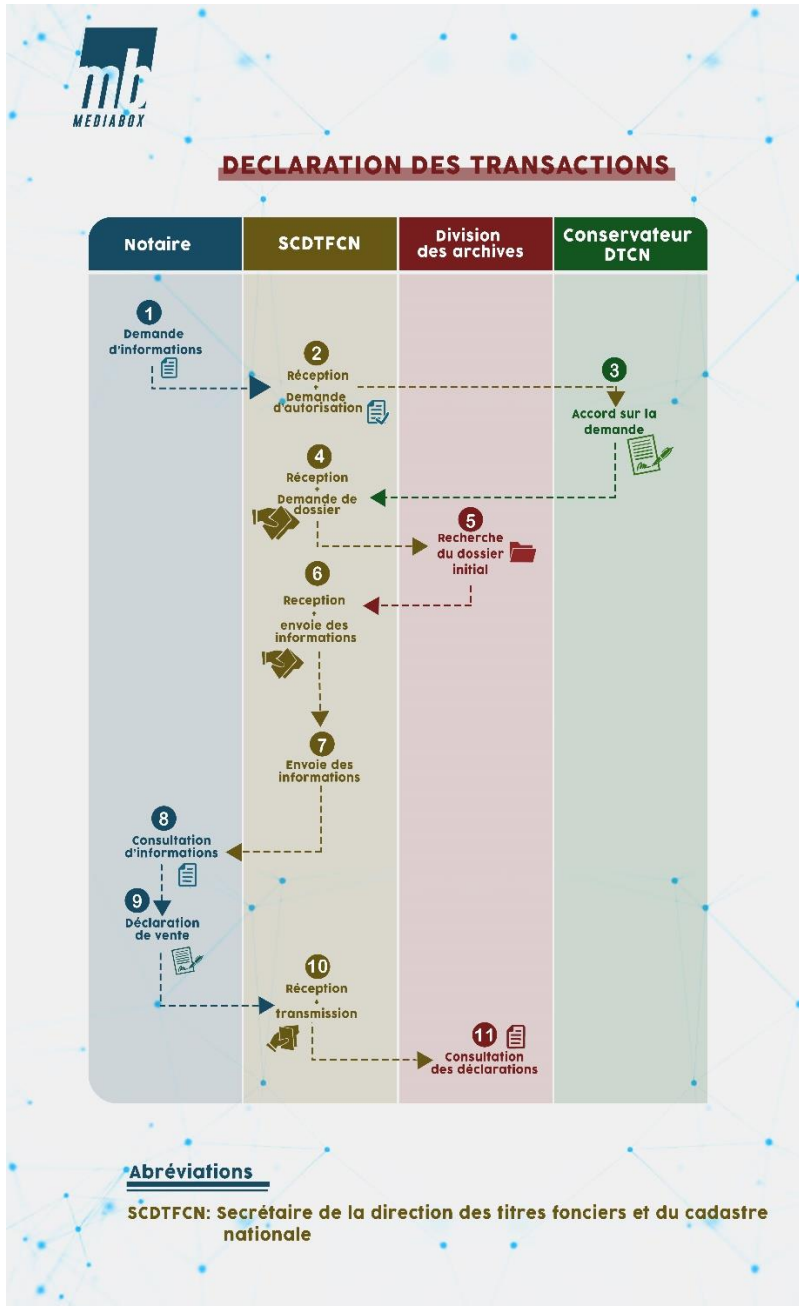 mb
MEDIABOX
DECLARATION DES TRANSACTIONS
Notaire
SCDTFCN
Division
des archives
Conservateur
DTCN
1
Demande
d'informations
2
Réception
+
Demande
d'autorisation
3
Accord sur la
demande
4
Réception
+
Demande de
dossier
5
Recherche
du dossier
initial
6
Reception
+
envoie des
informations
7
Envoie des
informations
8
Consultation
d'informations
9
Déclaration
de vente
10
Réception
+
transmission
11
Consultation
des déclarations
Abréviations
SCDTFCN: Secrétaire de la direction des titres fonciers et du cadastre
nationale